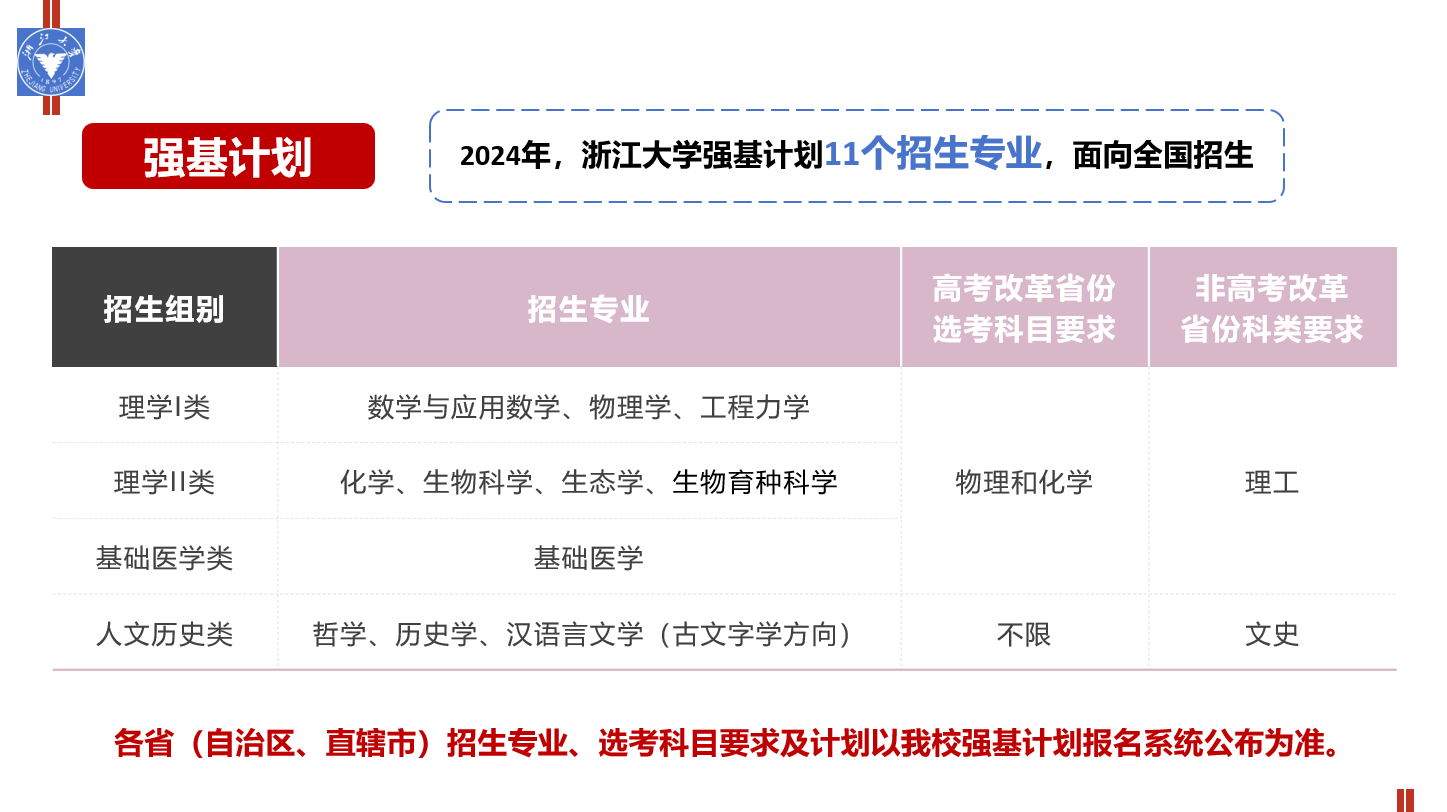 浙江大学
1897
ZHEJIANG UNIVERSITY
强基计划
2024年，浙江大学强基计划11个招生专业，面向全国招生
招生组别
招生专业
高考改革省份
选考科目要求
非高考改革
省份科类要求
理学I类
数学与应用数学、物理学、工程力学
理学II类
化学、生物科学、生态学、生物育种科学
物理和化学
理工
基础医学类
基础医学
人文历史类
哲学、历史学、汉语言文学（古文字学方向）
不限
文史
各省（自治区、直辖市）招生专业、选考科目要求及计划以我校强基计划报名系统公布为准。